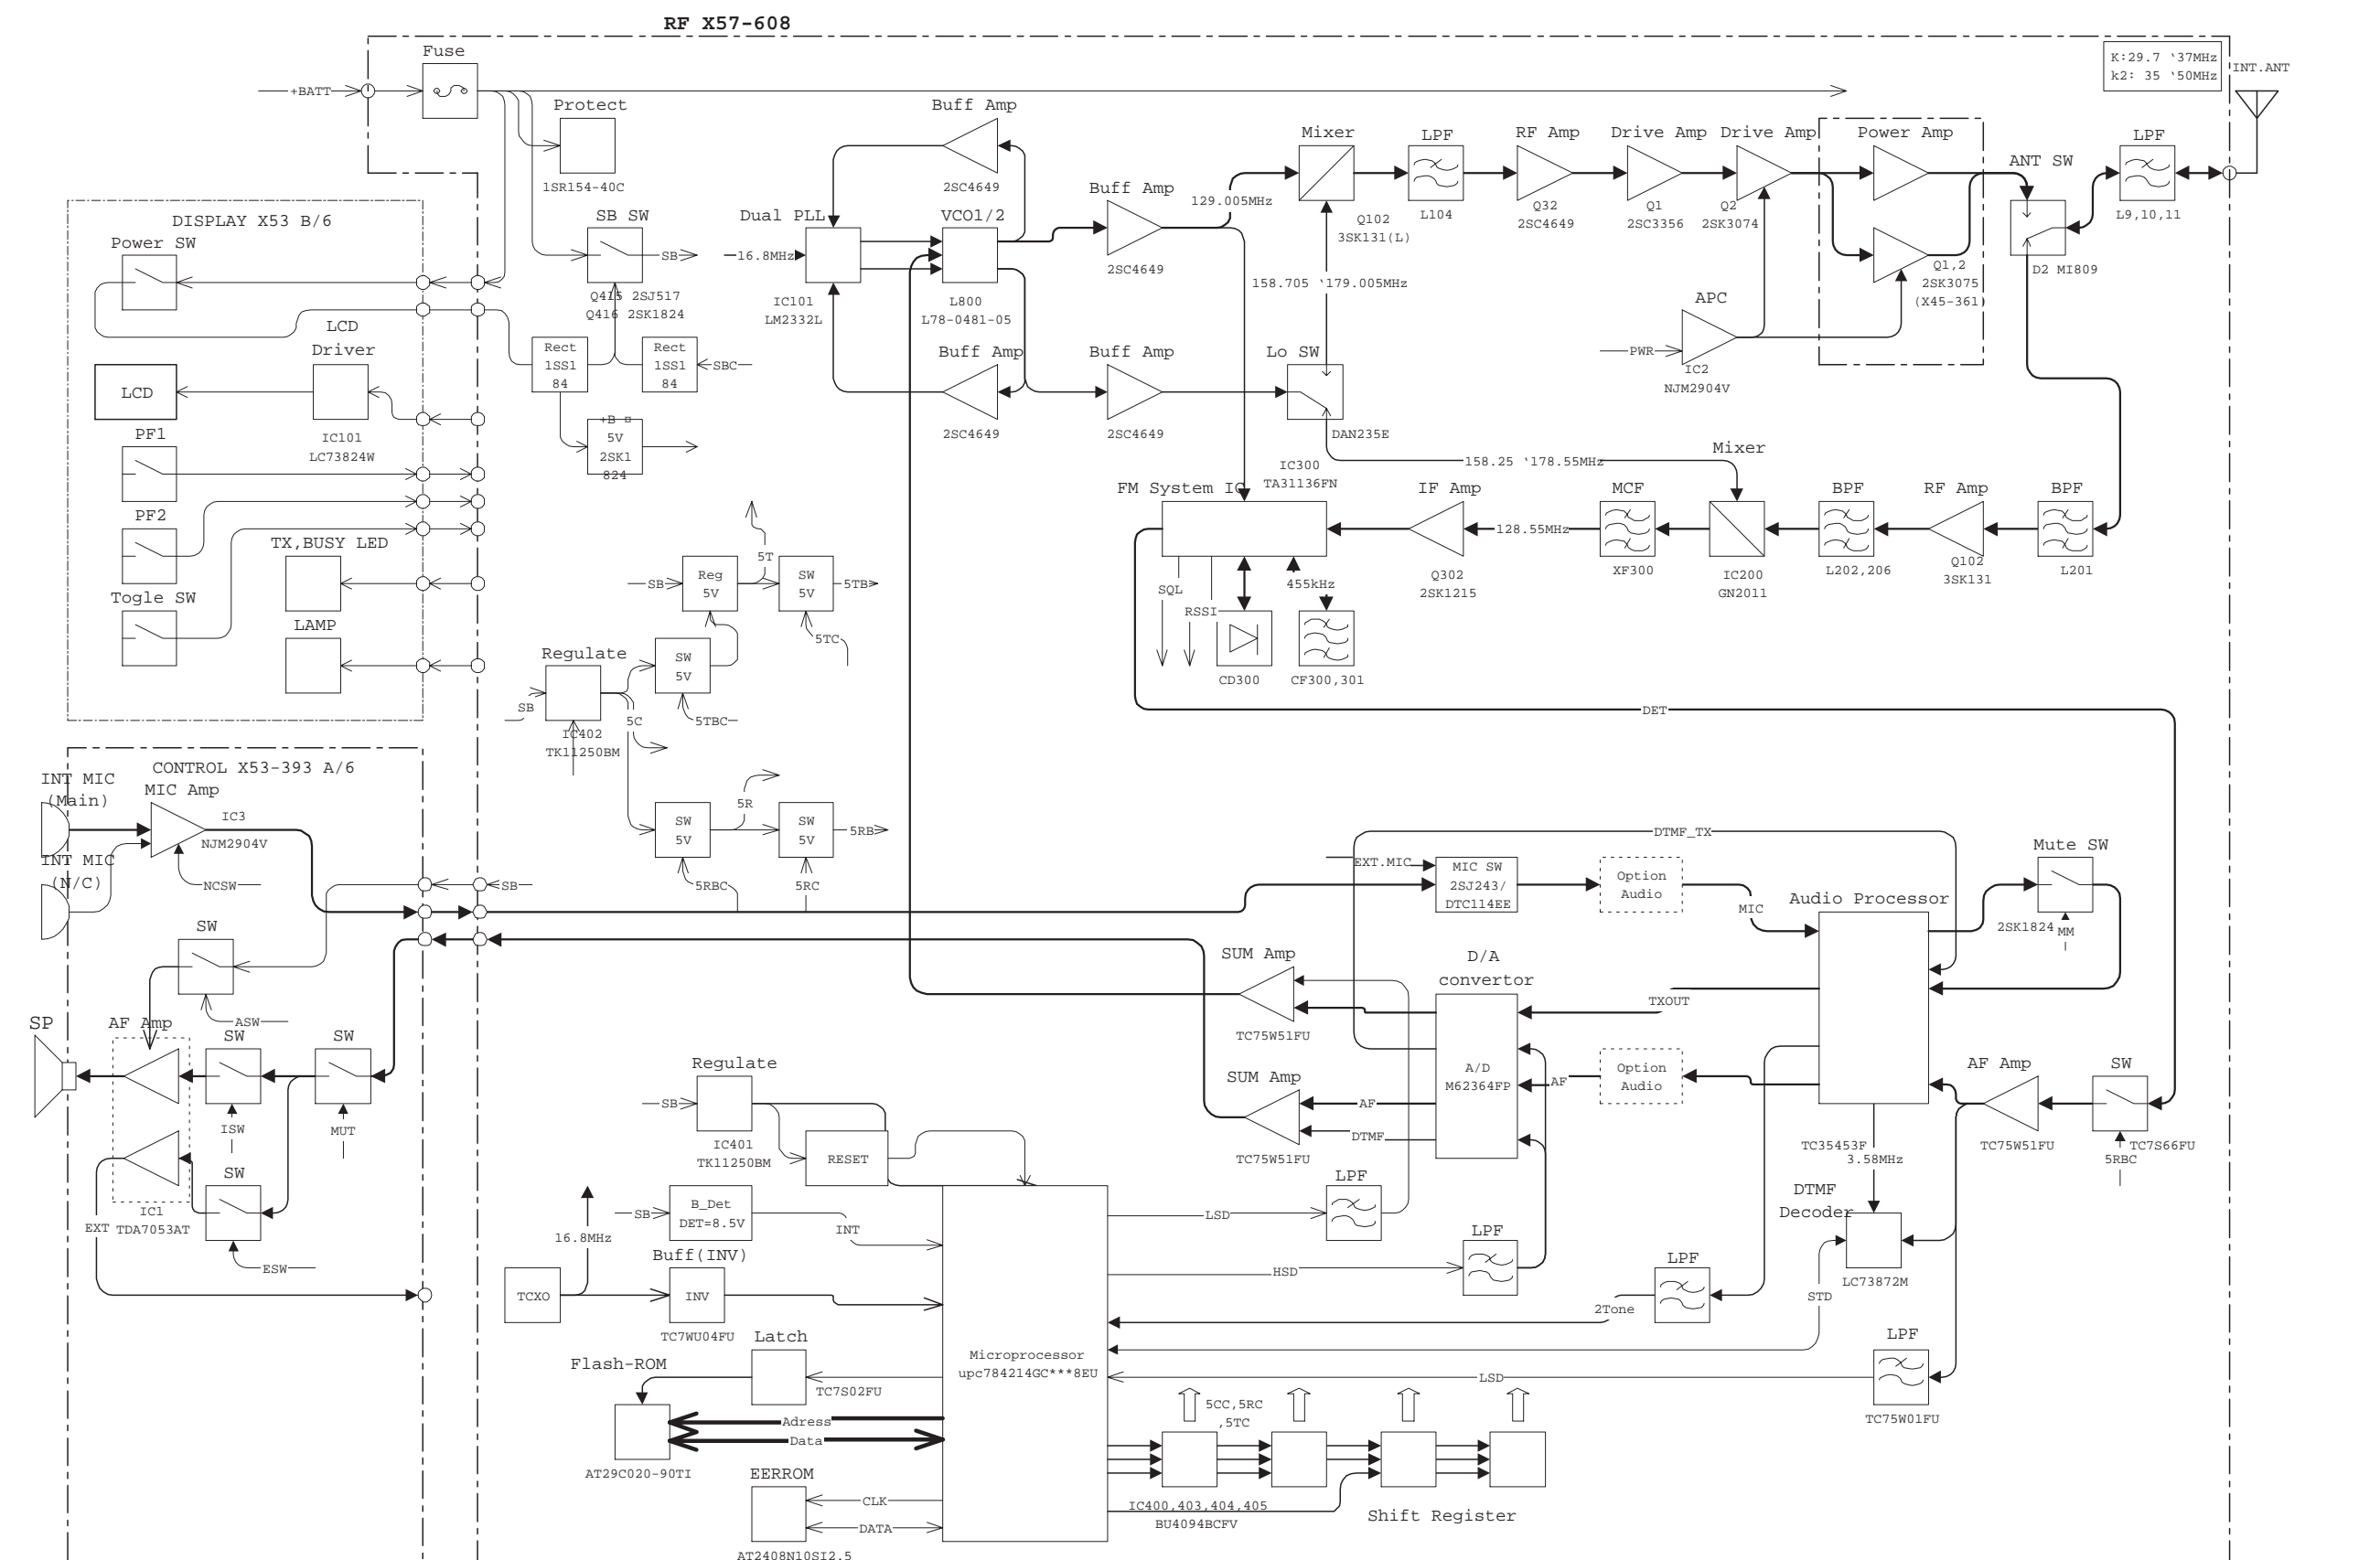 RF X57-608
Fuse
+BATT
K:29.7 ‘37MHz
k2: 35 ‘50MHz
INT.ANT
Protect
1SR154-40C
SB SW
SB
Q415 2SJ517
Q416 2SK1824
Rect
1SS1
84
Rect
1SS1
84
SBC
+B ¤
5V
2SK1
824
DISPLAY X53 B/6
Power SW
LCD
Driver
LCD
IC101
LC73824W
PF1
PF2
TX,BUSY LED
Togle SW
LAMP
Buff Amp
2SC4649
Dual PLL
16.8MHz
IC101
LM2332L
VCO1/2
L800
L78-0481-05
Buff Amp
2SC4649
Buff Amp
2SC4649
Buff Amp
2SC4649
129.005MHz
Mixer
Q102
3SK131(L)
LPF
L104
RF Amp
Q32
2SC4649
Drive Amp
Q1
2SC3356
Drive Amp
Q2
2SK3074
Power Amp
Q1,2
2SK3075
(X45-361)
ANT SW
D2 MI809
LPF
L9,10,11
158.705 ‘179.005MHz
APC
PWR
IC2
NJM2904V
Lo SW
DAN235E
158.25 ‘178.55MHz
Mixer
IC200
GN2011
IC300
TA31136FN
FM System IC
IF Amp
Q302
2SK1215
128.55MHz
MCF
XF300
BPF
L202,206
RF Amp
Q102
3SK131
BPF
L201
SQL
RSSI
455kHz
CD300
CF300,301
DET
5T
SB
Reg
5V
SW
5V
5TB
5TC
Regulate
SB
IC402
TK11250BM
SW
5V
5C
5TBC
5R
SW
5V
SW
5V
5RB
5RBC
5RC
CONTROL X53-393 A/6
INT MIC
(Main)
MIC Amp
IC3
NJM2904V
INT MIC
(N/C)
NCSW
SB
SW
ASW
SP
AF Amp
SW
SW
ISW
MUT
SW
IC1
TDA7053AT
EXT
ESW
DTMF_TX
EXT.MIC
MIC SW
2SJ243/
DTC114EE
Option
Audio
MIC
Audio Processor
Mute SW
2SK1824
MM
SUM Amp
TC75W51FU
D/A
convertor
A/D
M62364FP
TXOUT
SUM Amp
TC75W51FU
AF
DTMF
AF
Option
Audio
TC35453F
3.58MHz
AF Amp
TC75W51FU
SW
TC7S66FU
5RBC
Regulate
SB
IC401
TK11250BM
RESET
SB
B_Det
DET=8.5V
INT
16.8MHz
Buff(INV)
TCXO
INV
TC7WU04FU
Latch
TC7S02FU
Flash-ROM
AT29C020-90TI
Adress
Data
EERROM
CLK
DATA
AT2408N10SI2.5
Microprocessor
upc784214GC***8EU
LSD
LPF
HSD
LPF
DTMF
Decoder
LC73872M
STD
LPF
2Tone
LPF
LSD
TC75W01FU
5CC,5RC
,5TC
IC400,403,404,405
BU4094BCFV
Shift Register